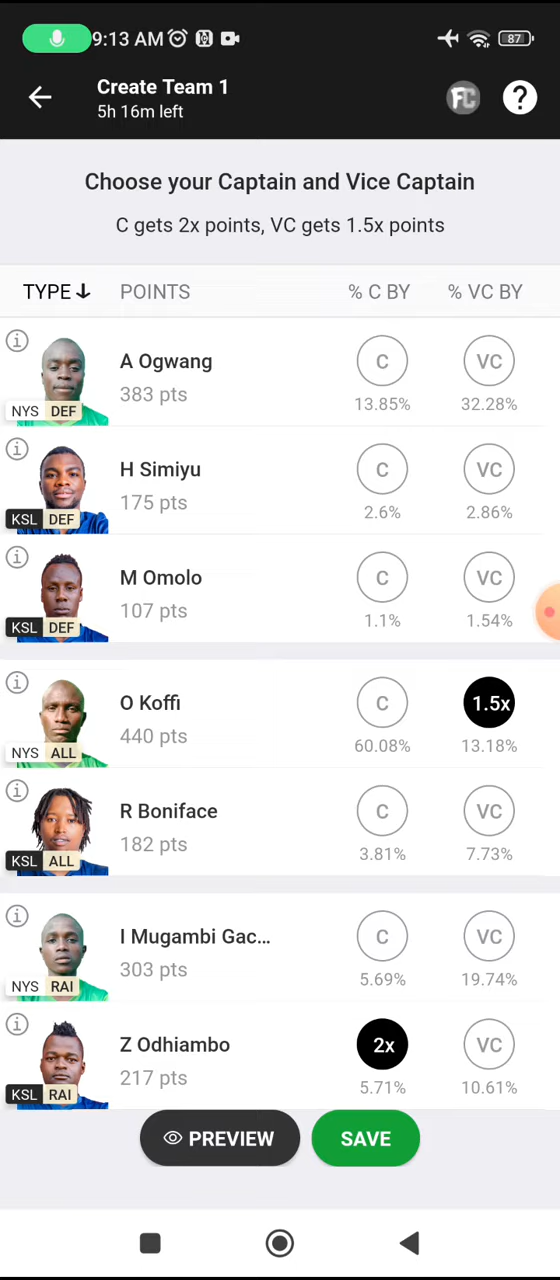 9:13 AM
87
Create Team 1
5h 16m left
FC
?
Choose your Captain and Vice Captain
C gets 2x points, VC gets 1.5x points
TYPE POINTS % C BY % VC BY
A Ogwang
383 pts
NYS DEF
C
13.85%
VC
32.28%
H Simiyu
175 pts
KSL DEF
C
2.6%
VC
2.86%
M Omolo
107 pts
KSL DEF
C
1.1%
VC
1.54%
O Koffi
440 pts
NYS ALL
C
60.08%
1.5x
13.18%
R Boniface
182 pts
KSL ALL
C
3.81%
VC
7.73%
I Mugambi Gac...
303 pts
NYS RAI
C
5.69%
VC
19.74%
Z Odhiambo
217 pts
KSL RAI
2x
5.71%
VC
10.61%
PREVIEW
SAVE